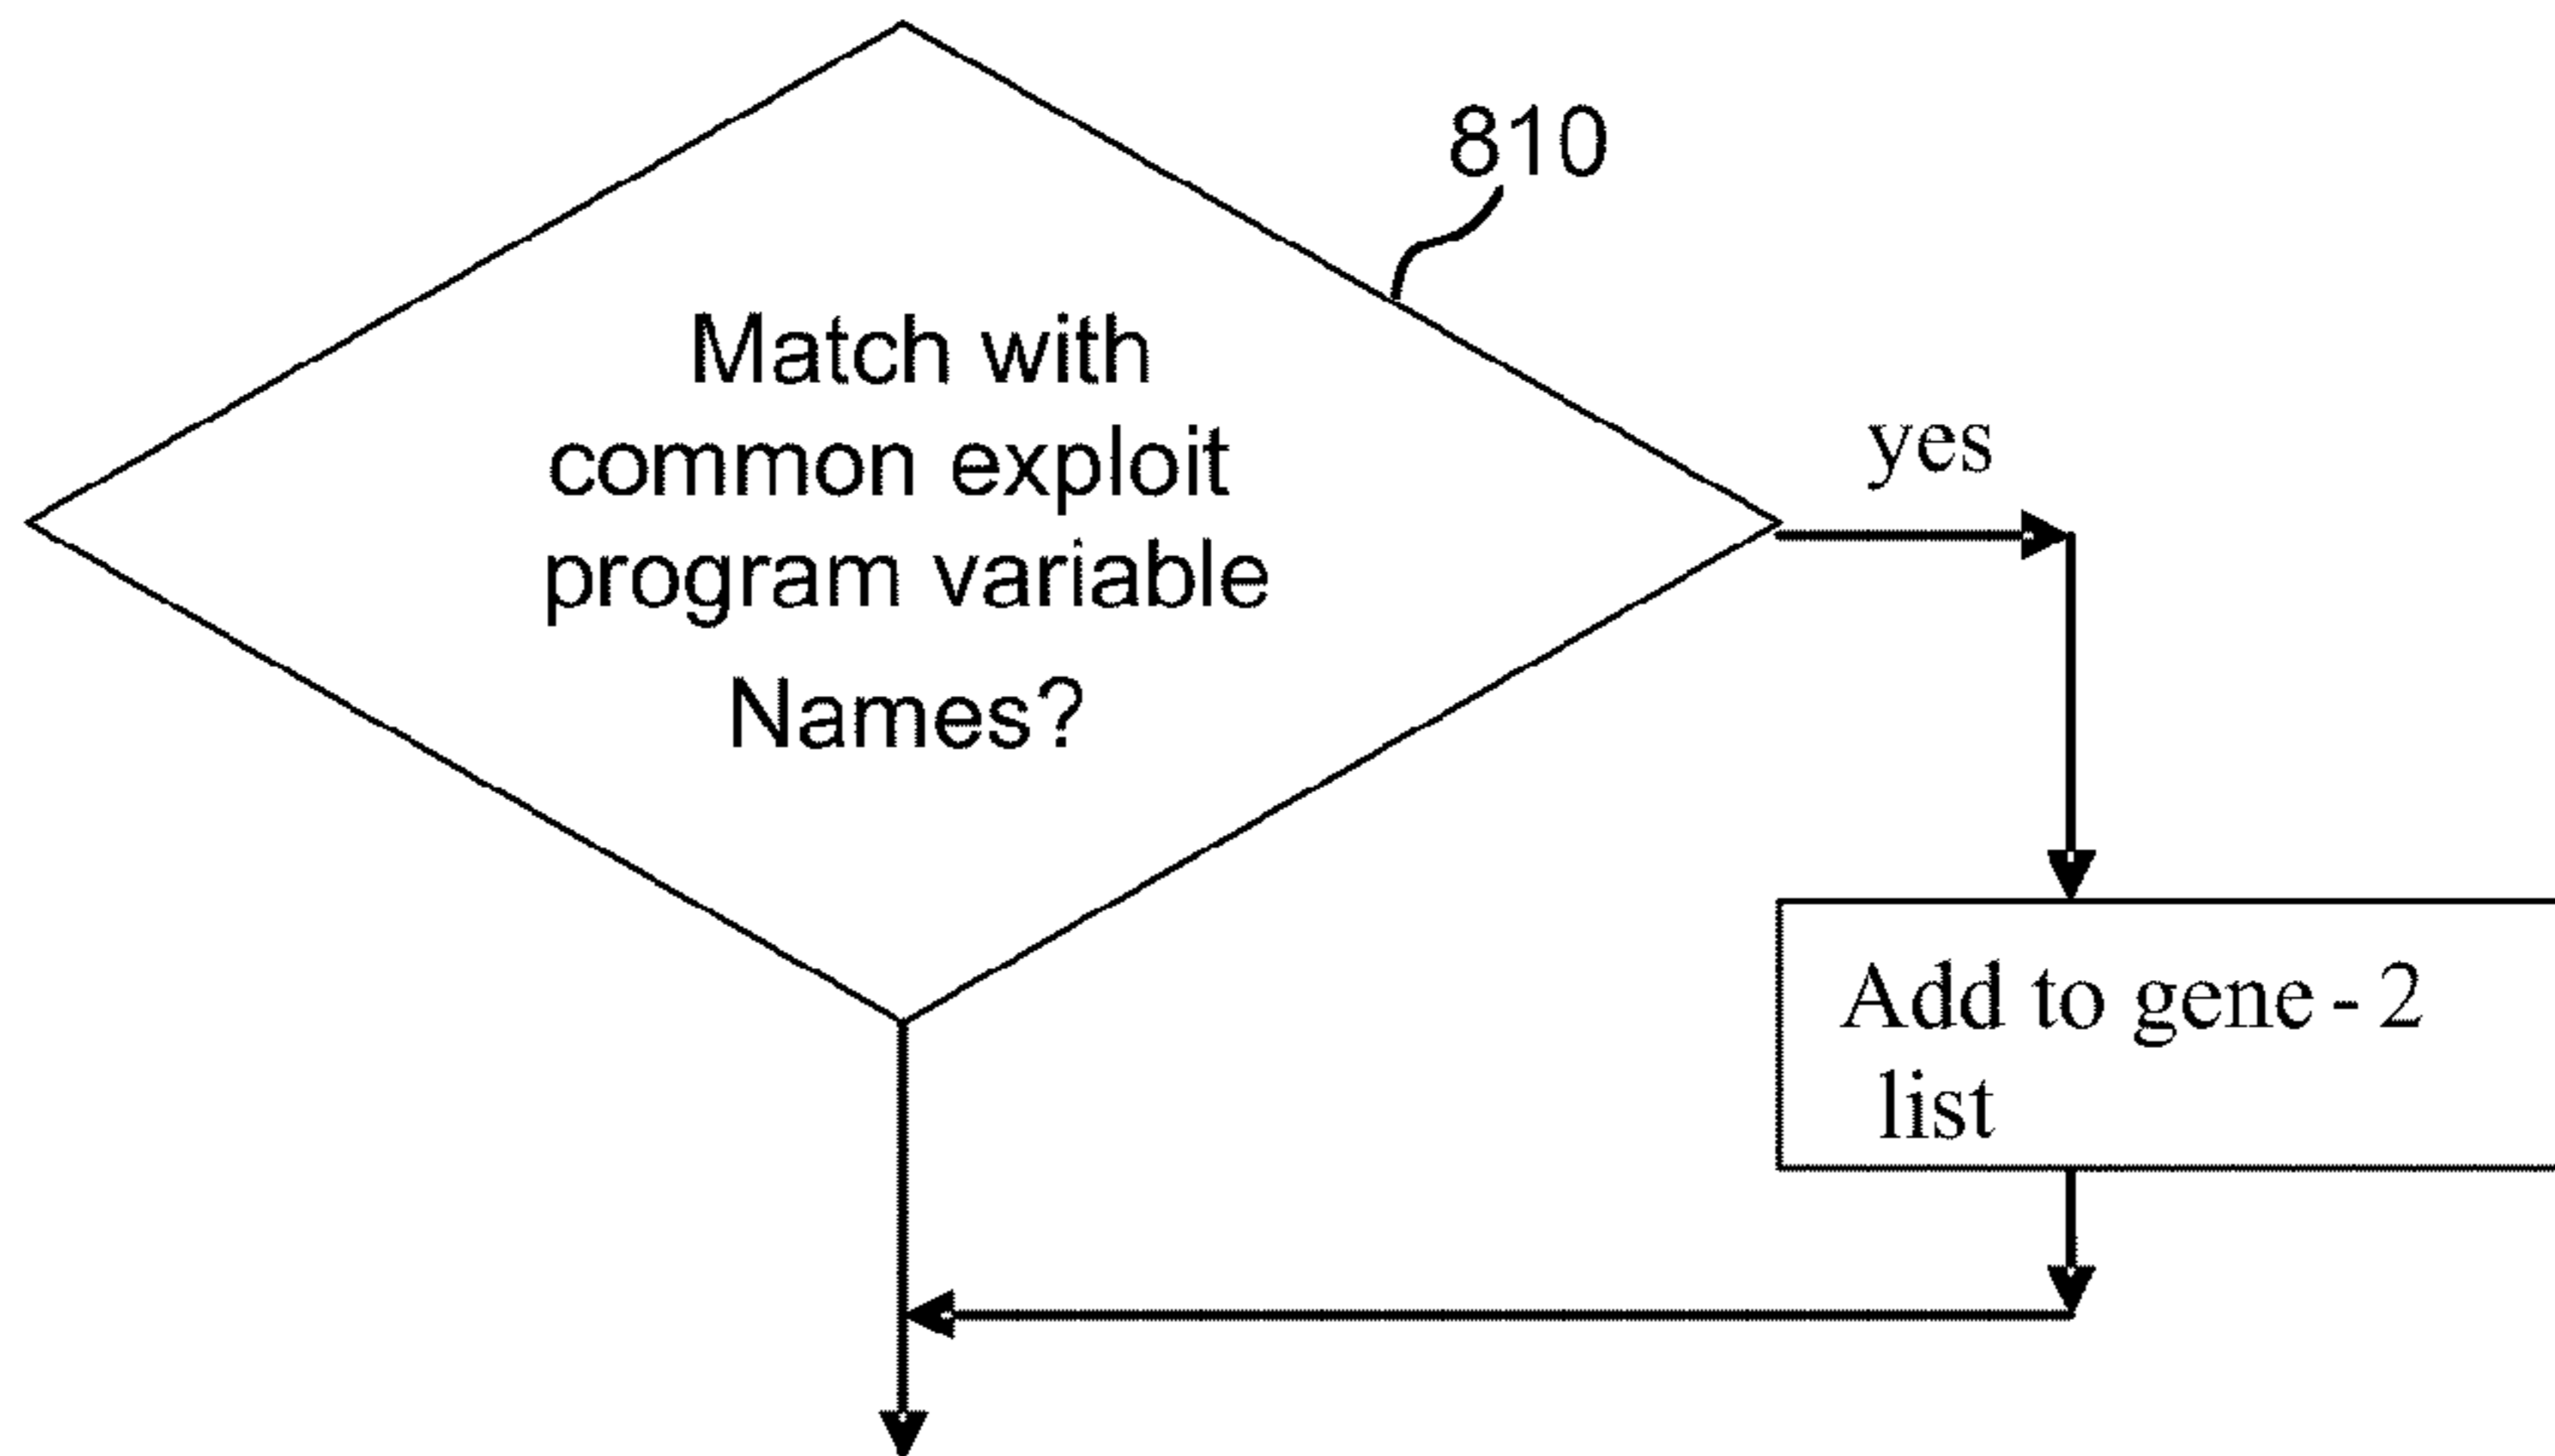 810
Match with
common exploit
program variable
Names?
yes
Add to gene - 2
list